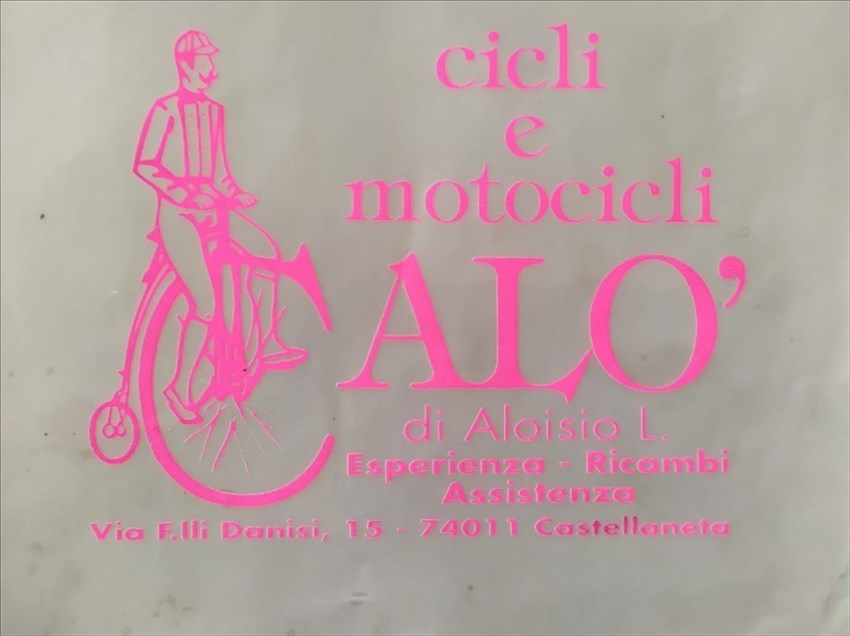 cicli
e
motocicli
CALO'
di Aloisio L.
Esperienza - Ricambi
Assistenza
Via F.lli Danisi, 15 - 74011 Castellaneta